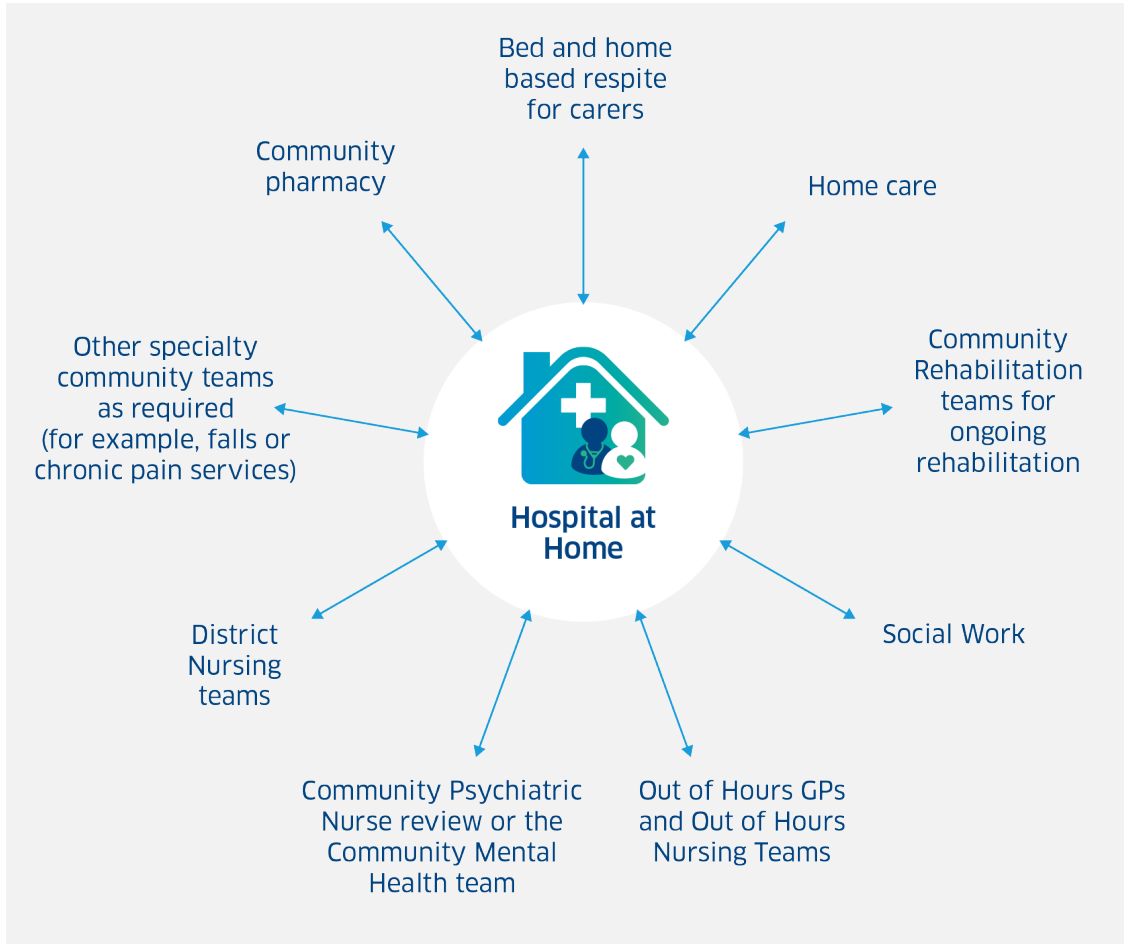 Bed and home
based respite
for carers
Home care
Community
Rehabilitation
teams for
ongoing
rehabilitation
Social Work
Out of Hours GPs
and Out of Hours
Nursing Teams
Community Psychiatric
Nurse review or the
Community Mental
Health team
District
Nursing
teams
Other specialty
community teams
as required
(for example, falls or
chronic pain services)
Community
pharmacy
Hospital at
Home